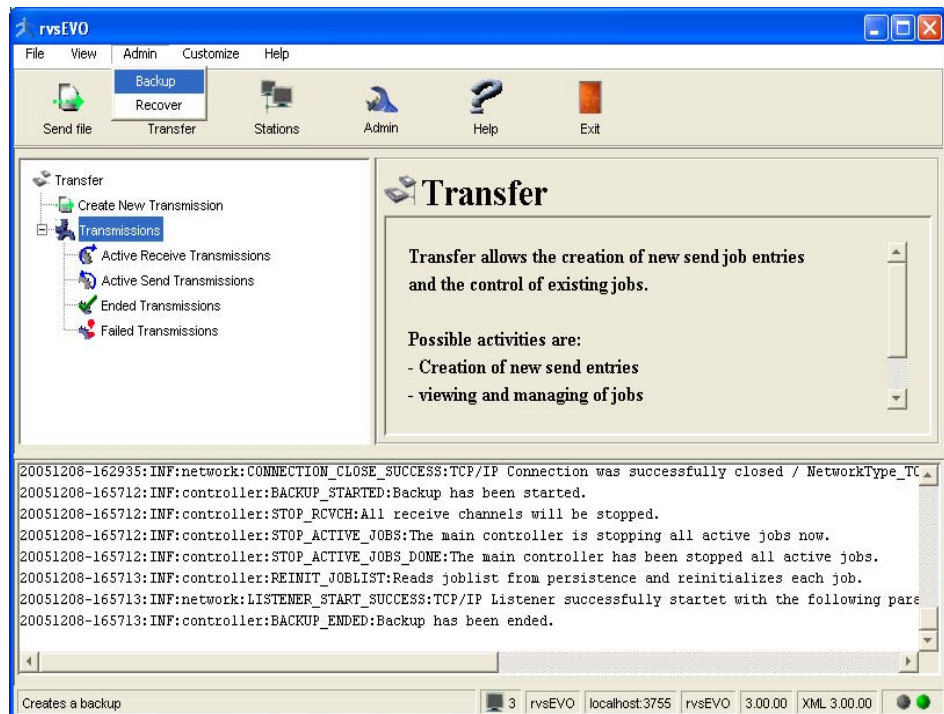 rvsEVO
File View Admin Customize Help
Backup
Recover
Send file Transfer Stations Admin Help Exit
Transfer
Create New Transmission
Transmissions
Active Receive Transmissions
Active Send Transmissions
Ended Transmissions
Failed Transmissions
Transfer
Transfer allows the creation of new send job entries
and the control of existing jobs.
Possible activities are:
- Creation of new send entries
- viewing and managing of jobs
20051208-162935:INF:network:CONNECTION_CLOSE_SUCCESS:TCP/IP Connection was successfully closed / NetworkType_TC
20051208-165712:INF:controller:BACKUP_STARTED:Backup has been started.
20051208-165712:INF:controller:STOP_RCVCH:All receive channels will be stopped.
20051208-165712:INF:controller:STOP_ACTIVE_JOBS:The main controller is stopping all active jobs now.
20051208-165712:INF:controller:STOP_ACTIVE_JOBS_DONE:The main controller has been stopped all active jobs.
20051208-165713:INF:controller:REINIT_JOBLIST:Reads joblist from persistence and reinitializes each job.
20051208-165713:INF:network:LISTENER_START_SUCCESS:TCP/IP Listener successfully startet with the following para
20051208-165713:INF:controller:BACKUP_ENDED:Backup has been ended.
Creates a backup 3 rvsEVO localhost:3755 rvsEVO 3.00.00 XML 3.00.00